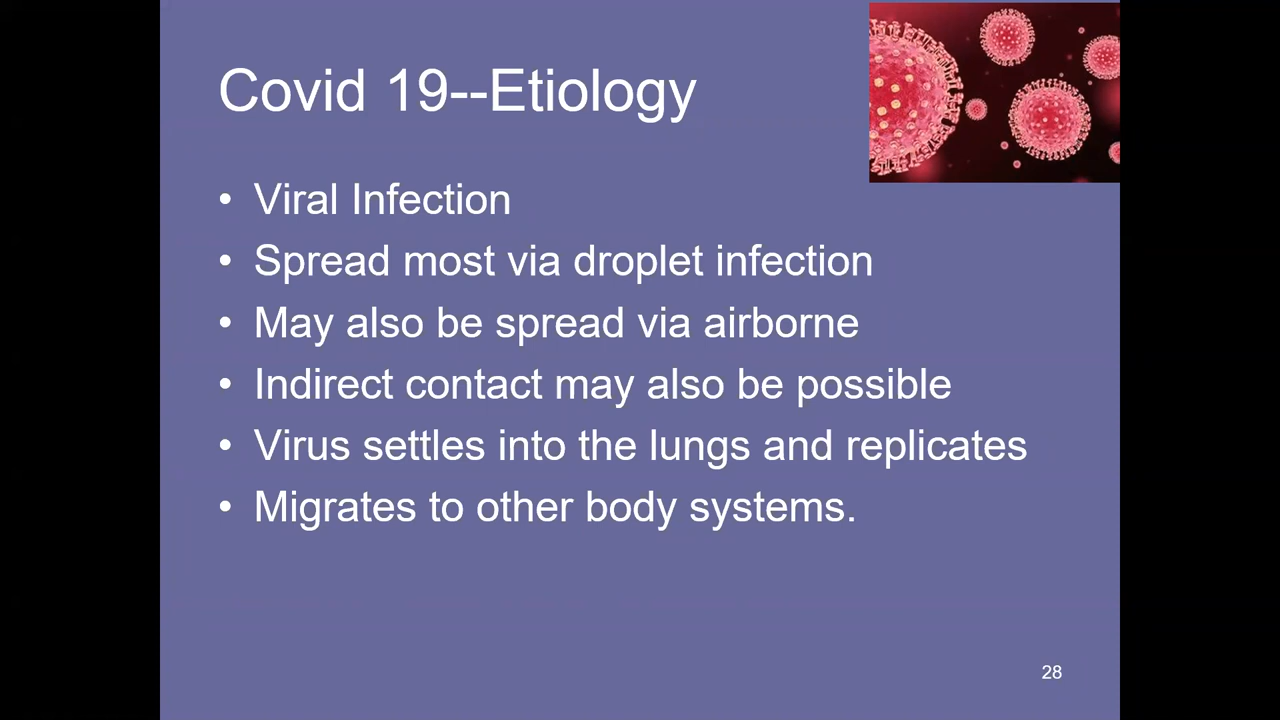 Covid 19--Etiology
• Viral Infection
• Spread most via droplet infection
• May also be spread via airborne
• Indirect contact may also be possible
• Virus settles into the lungs and replicates
• Migrates to other body systems.
28